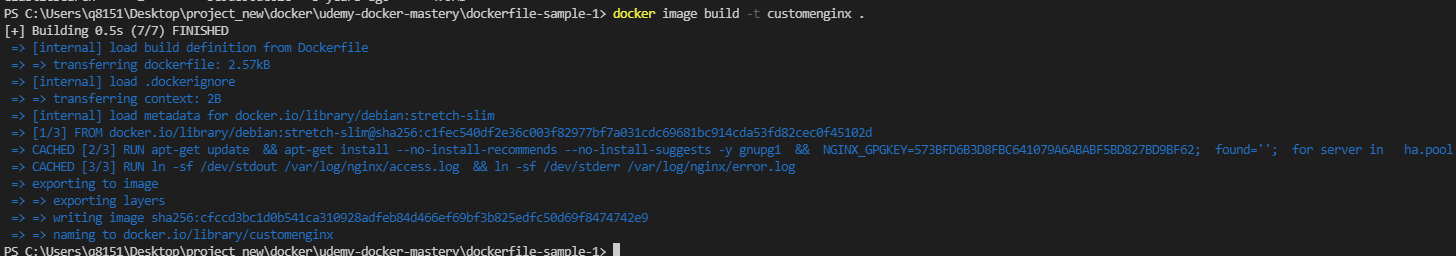 PS C:\Users\q8151\Desktop\project_new\docker\udemy-docker-mastery\dockerfile-sample-1> docker image build -t customenginx .
[+] Building 0.5s (7/7) FINISHED
=> [internal] load build definition from Dockerfile
=> => transferring dockerfile: 2.57kB
=> [internal] load .dockerignore
=> => transferring context: 2B
=> [internal] load metadata for docker.io/library/debian:stretch-slim
=> [1/3] FROM docker.io/library/debian:stretch-slim@sha256:c1fec540df2e36c003f82977bf7a031cdc69681bc914cda53fd82cec0f45102d
=> CACHED [2/3] RUN apt-get update  && apt-get install --no-install-recommends --no-install-suggests -y gnupg1  &&  NGINX_GPGKEY=573BFD6B3D8FBC641079A6ABABF5BD827BD9BF62;  found='';  for server in   ha.pool
=> CACHED [3/3] RUN ln -sf /dev/stdout /var/log/nginx/access.log  && ln -sf /dev/stderr /var/log/nginx/error.log
=> exporting to image
=> => exporting layers
=> => writing image sha256:cfccd3bc1d0b541ca310928adfeb84d466ef69bf3b825edfc50d69f8474742e9
=> => naming to docker.io/library/customenginx
PS C:\Users\q8151\Desktop\project_new\docker\udemy-docker-mastery\dockerfile-sample-1>